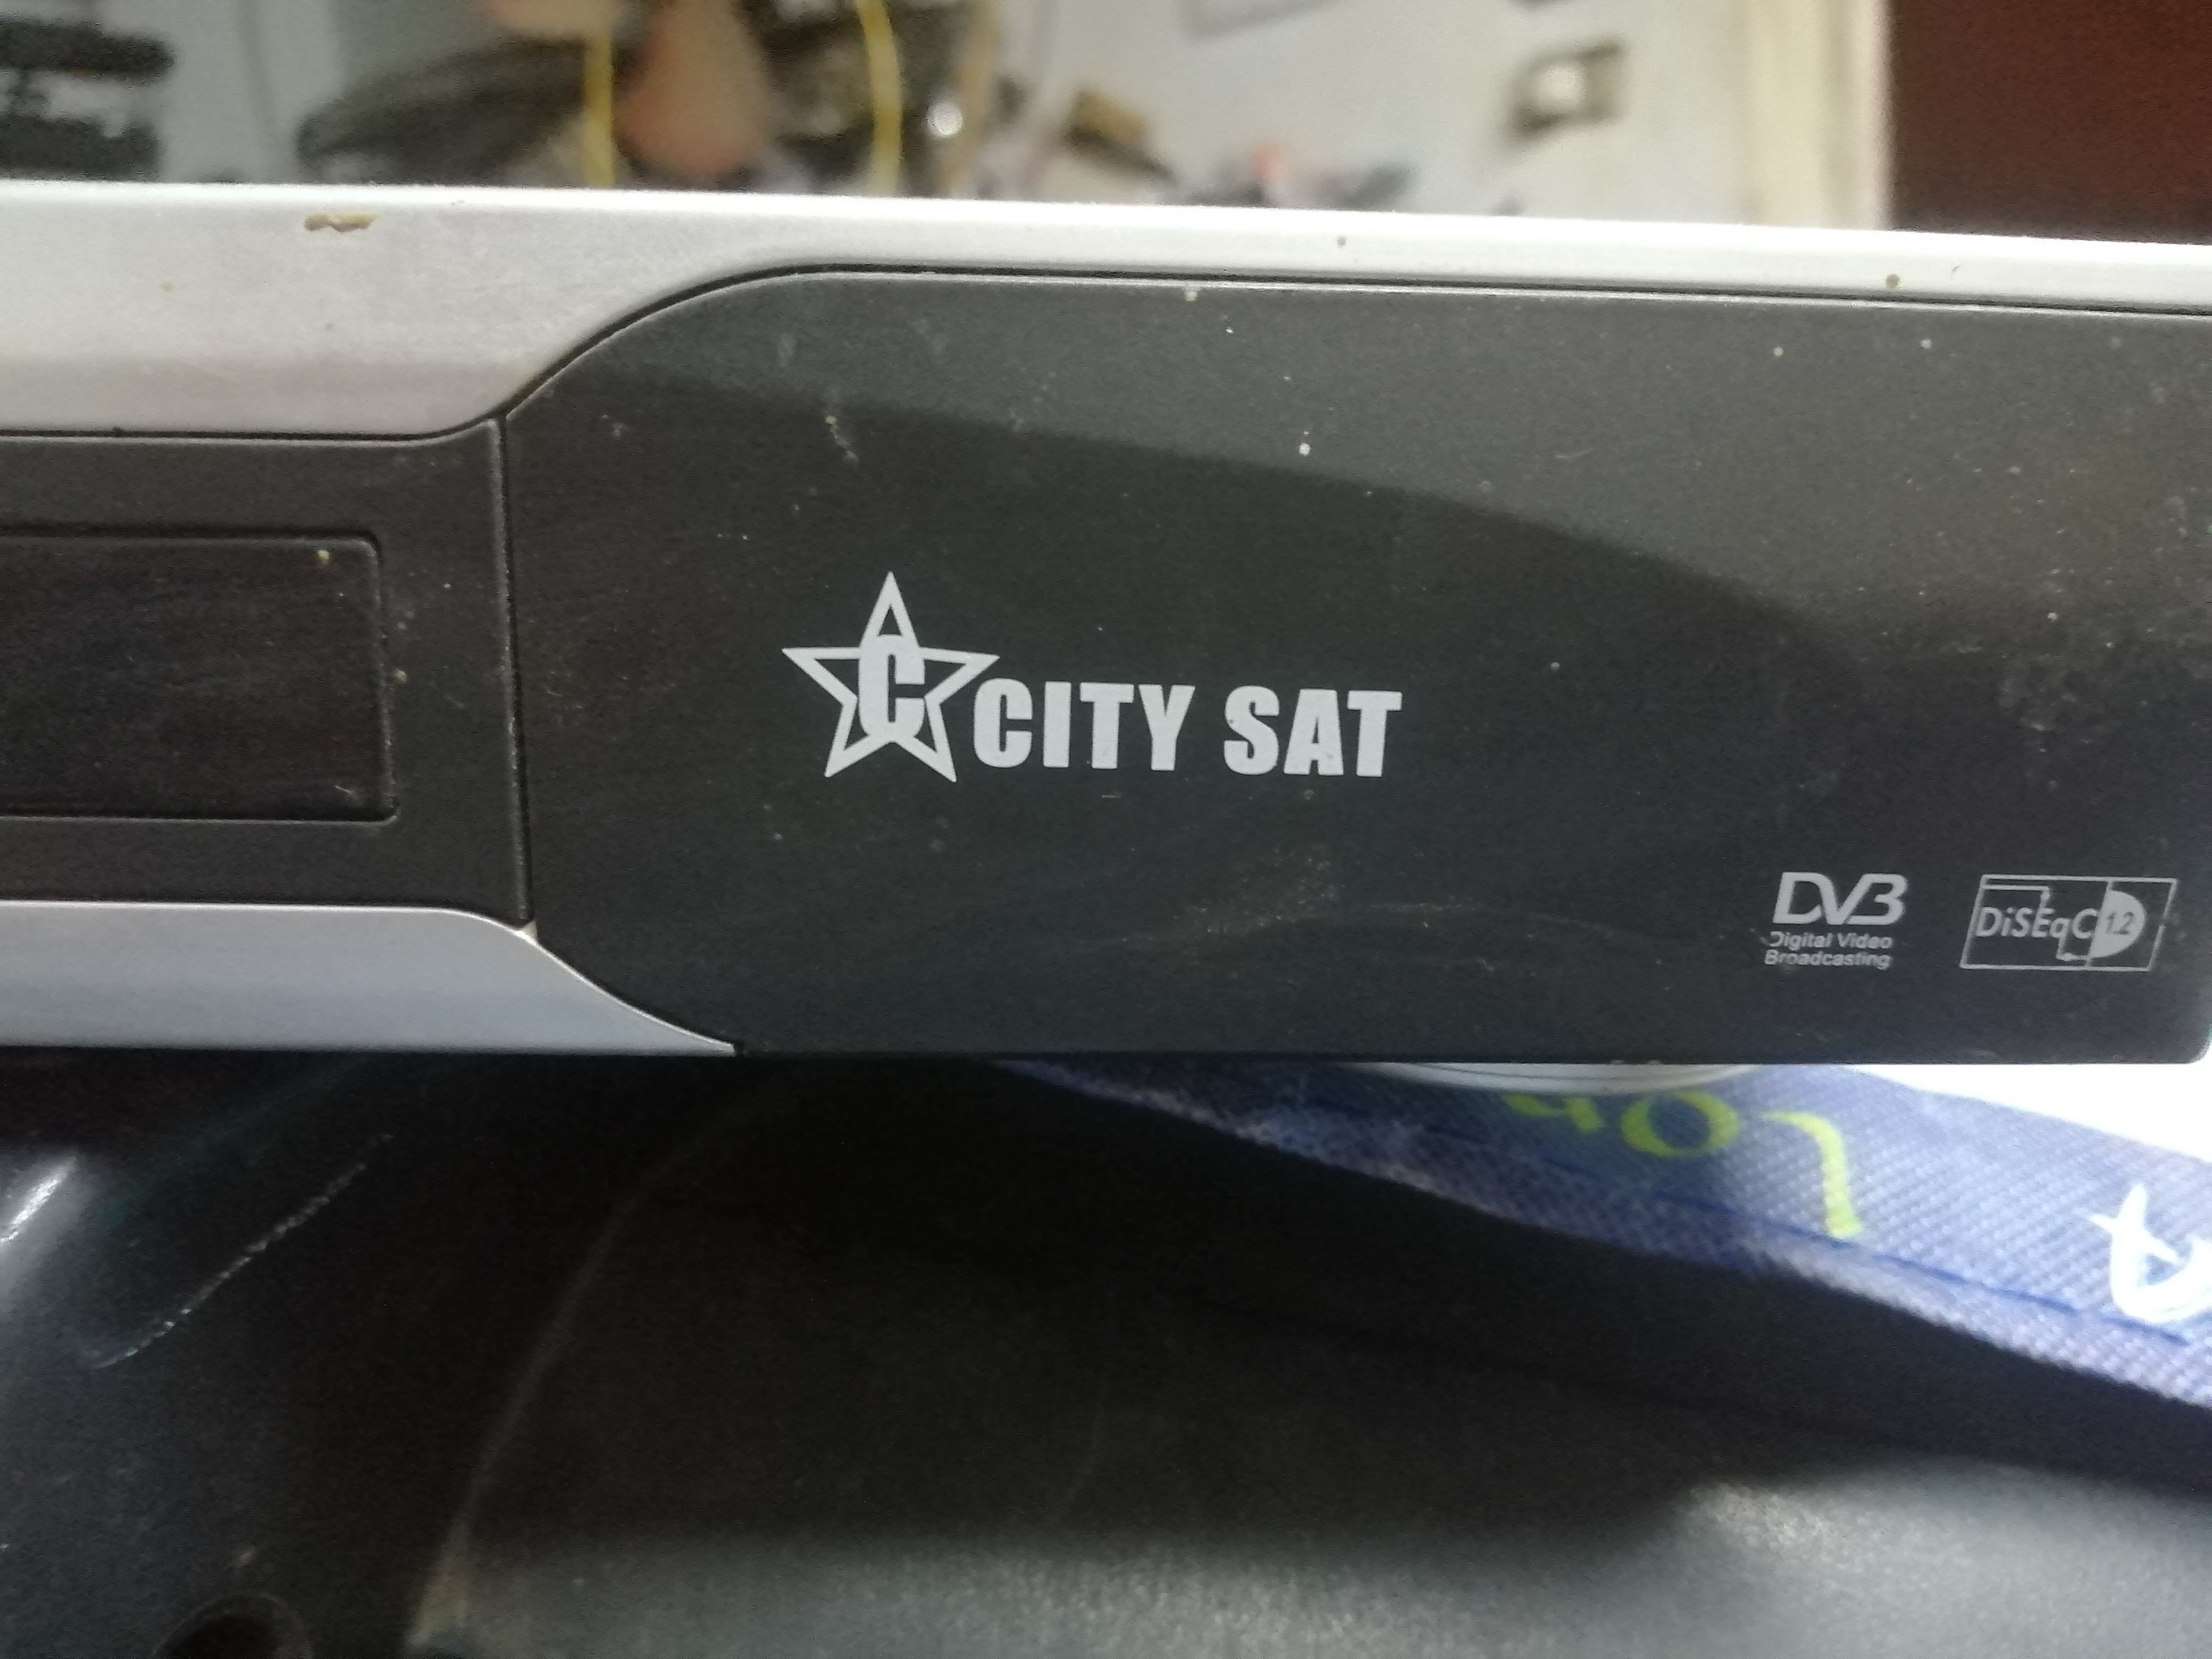 C CITY SAT
DVB
Digital Video
Broadcasting
DiSEqC 1.2